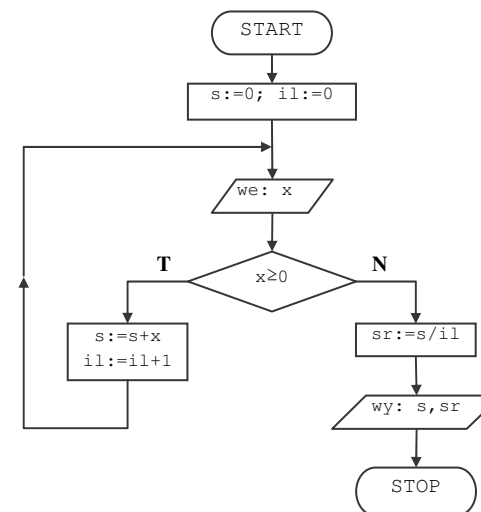 START
s:=0; il:=0
we: x
T
x≥0
N
s:=s+x
il:=il+1
sr:=s/il
wy: s,sr
STOP